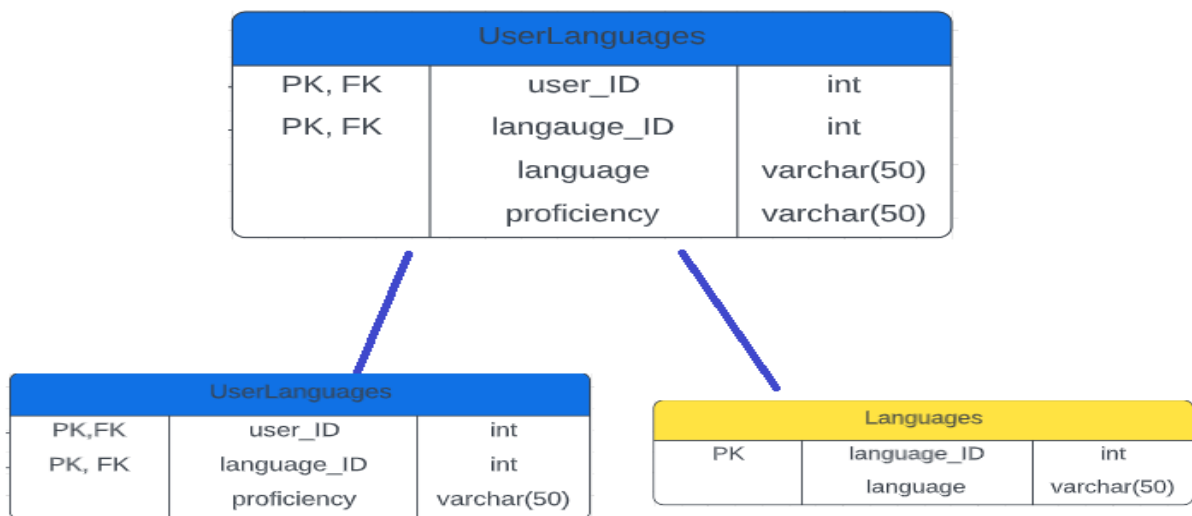 UserLanguages
PK, FK user_ID int
PK, FK langauge_ID int
language varchar(50)
proficiency varchar(50)
UserLanguages
PK,FK user_ID int
PK, FK language_ID int
proficiency varchar(50)
Languages
PK language_ID int
language varchar(50)